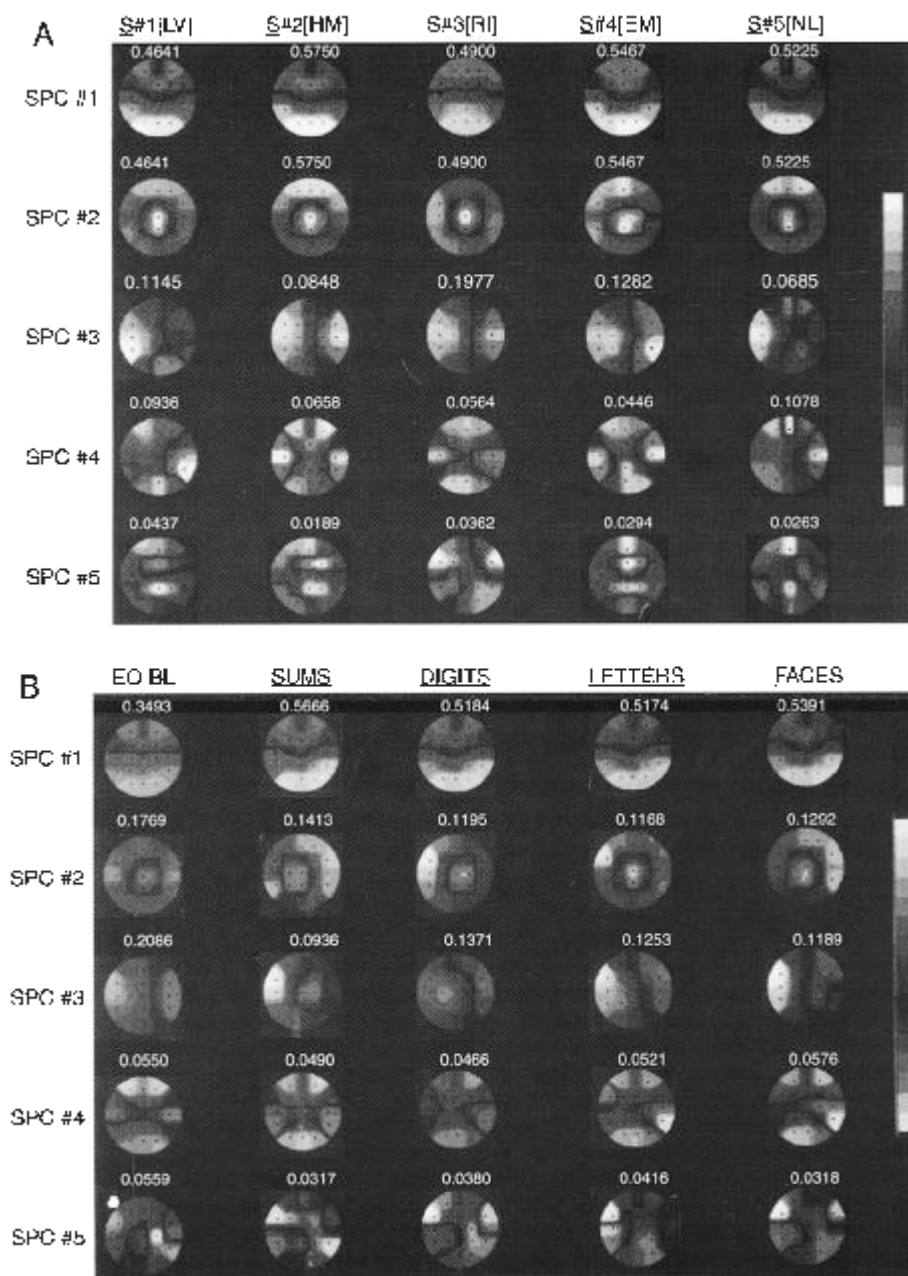 A
S#1[LV] S#2[HM] S#3[RI] S#4[EM] S#5[NL]
0.4641 0.5750 0.4900 0.5467 0.5225
SPC #1
0.4641 0.5750 0.4900 0.5467 0.5225
SPC #2
0.1145 0.0848 0.1977 0.1282 0.0685
SPC #3
0.0936 0.0658 0.0564 0.0446 0.1078
SPC #4
0.0437 0.0189 0.0362 0.0294 0.0263
SPC #5
B
EO BL SUMS DIGITS LETTERS FACES
0.3493 0.5666 0.5184 0.5174 0.5391
SPC #1
0.1769 0.1413 0.1195 0.1168 0.1292
SPC #2
0.2086 0.0936 0.1371 0.1253 0.1189
SPC #3
0.0550 0.0490 0.0466 0.0521 0.0576
SPC #4
0.0559 0.0317 0.0380 0.0416 0.0318
SPC #5